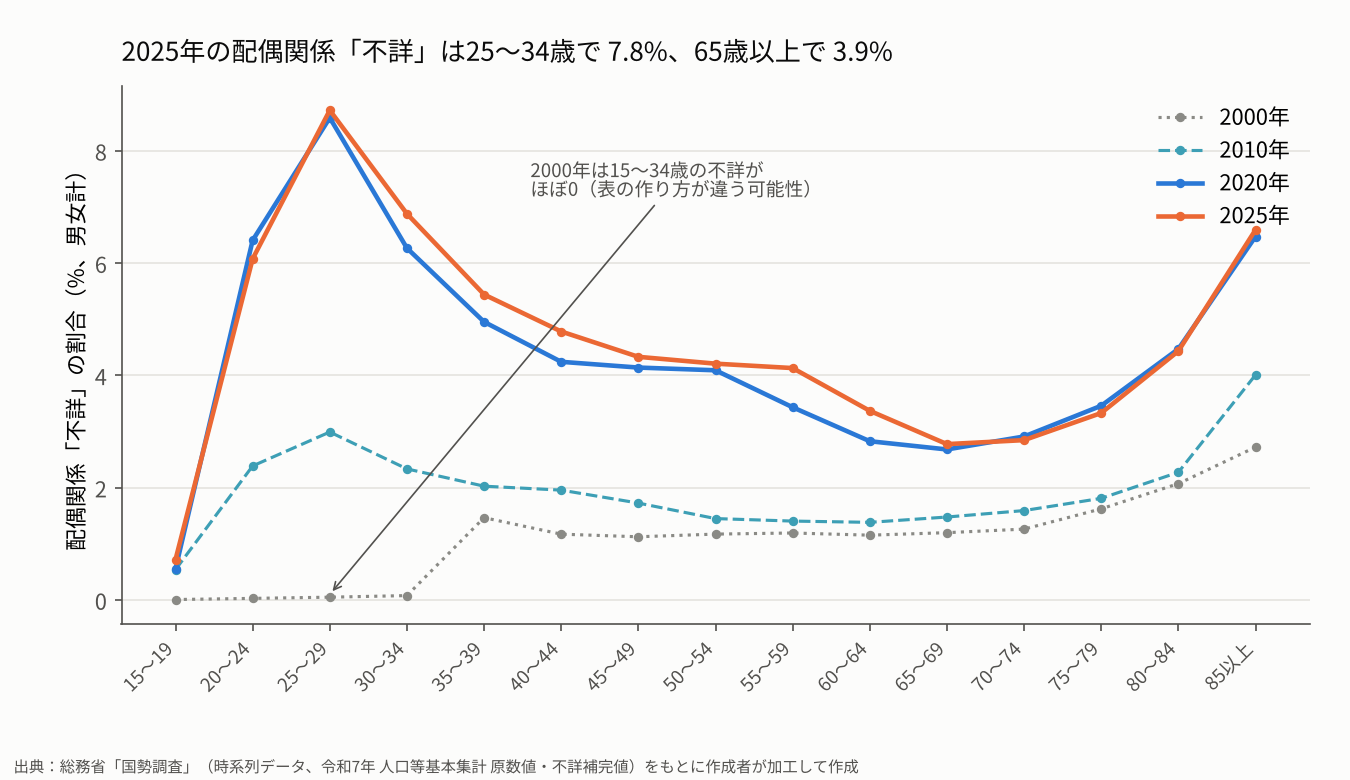 2025年の配偶関係「不詳」は25〜34歳で 7.8%、65歳以上で 3.9%
配偶関係「不詳」の割合（%、男女計）
8
6
4
2
0
2000年は15〜34歳の不詳が
ほぼ0（表の作り方が違う可能性）
2000年
2010年
2020年
2025年
15〜19
20〜24
25〜29
30〜34
35〜39
40〜44
45〜49
50〜54
55〜59
60〜64
65〜69
70〜74
75〜79
80〜84
85以上
出典：総務省「国勢調査」（時系列データ、令和7年 人口等基本集計 原数値・不詳補完値）をもとに作成者が加工して作成